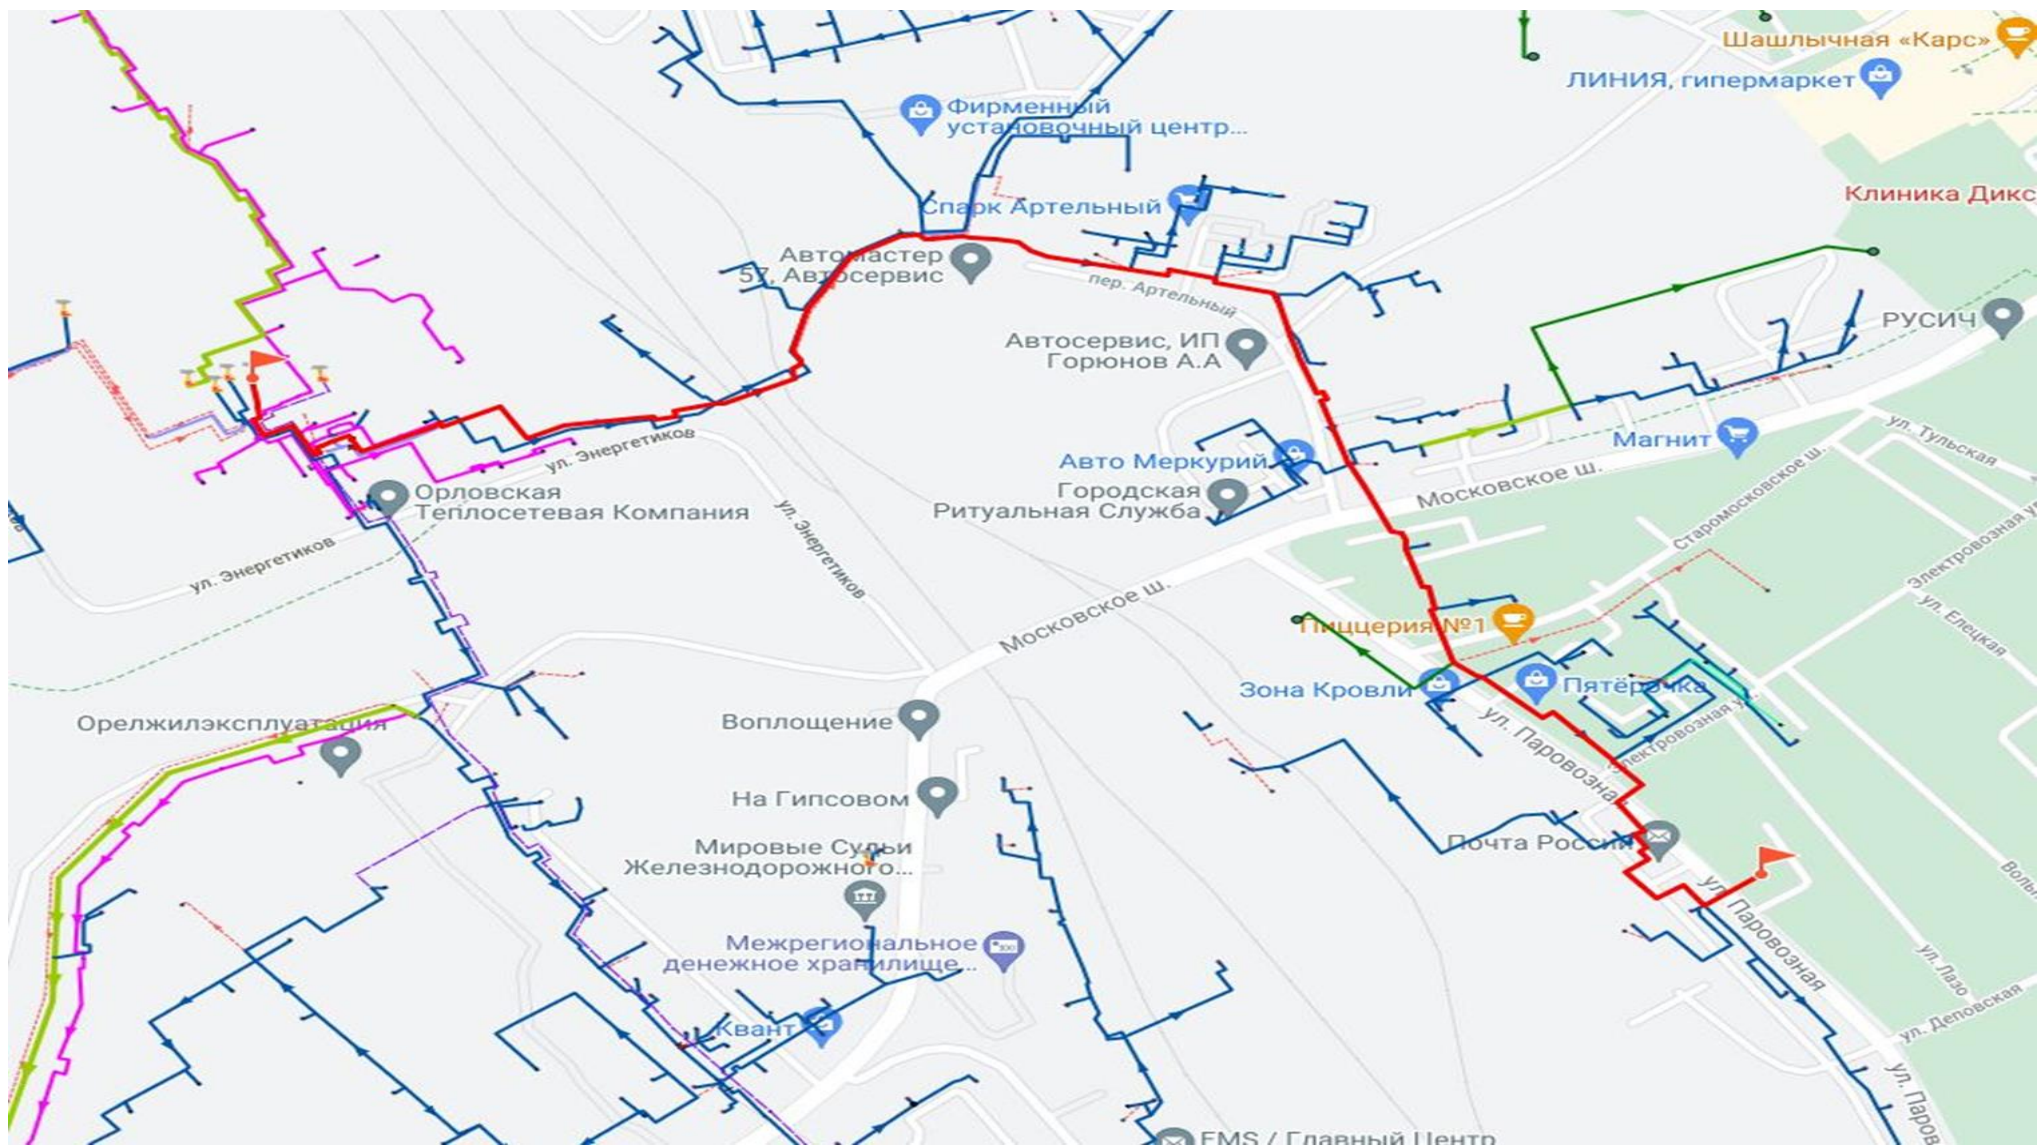 Шашлычная «Карс»
ЛИНИЯ, гипермаркет
Фирменный
установочный центр...
Клиника Дикс
Спарк Артельный
Автомастер
57, Автосервис
пер. Артельный
РУСИЧ
Автосервис, ИП
Горюнов А.А
Магнит
ул. Тульская
ул. Энергетиков
Авто Меркурий
Московское ш.
Орловская
Теплосетевая Компания
Городская
Ритуальная Служба
Старомосковское ш.
Электровозная ул
ул. Энергетиков
ул. Энергетиков
Московское ш.
Пиццерия №1
ул. Елецкая
Зона Кровли
Пятёрочка
Орелжилэксплуатация
Воплощение
ул. Паровозная
Электровозная ул.
На Гипсовом
Мировые Судьи
Железнодорожного...
Почта России
Межрегиональное
денежное хранилище...
ул. Паровозная
ул. Лазо
ул. Деповская
Квант
ул. Паров
EMS / Главный Центр